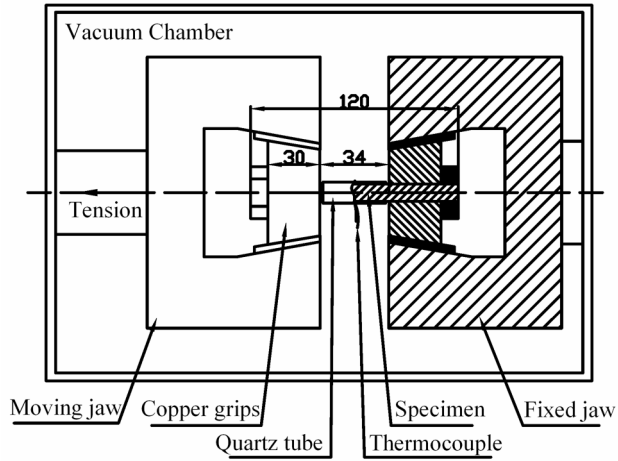 Vacuum Chamber
120
30
34
Tension
Moving jaw
Copper grips
Specimen
Fixed jaw
Quartz tube
Thermocouple